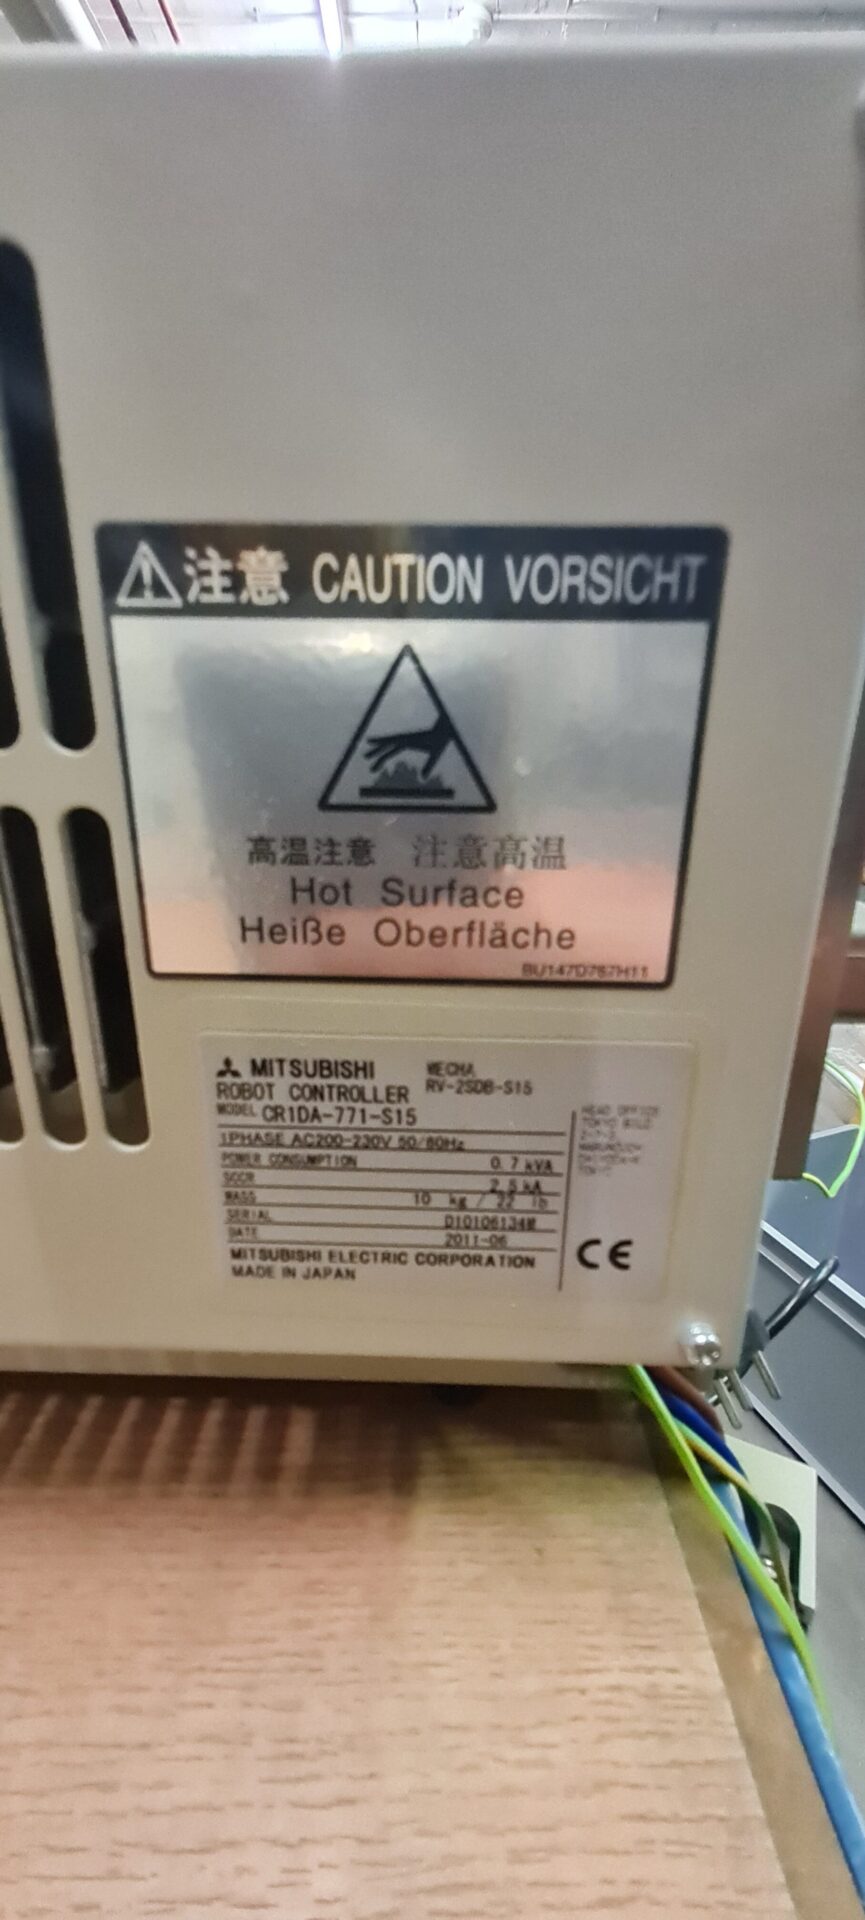 注意 CAUTION VORSICHT
高温注意 注意高温
Hot Surface
Heiße Oberfläche
BU147D767H11
MITSUBISHI
MECHA
ROBOT CONTROLLER
RV-2SDB-S15
MODEL CR1DA-771-S15
1PHASE AC200-230V 50/60Hz
POWER CONSUMPTION 0.7 kVA
SCCR 2.5 kA
MASS 10 kg / 22 lb
SERIAL
DATE 2011-06
MITSUBISHI ELECTRIC CORPORATION
MADE IN JAPAN
HEAD OFFICE
CE